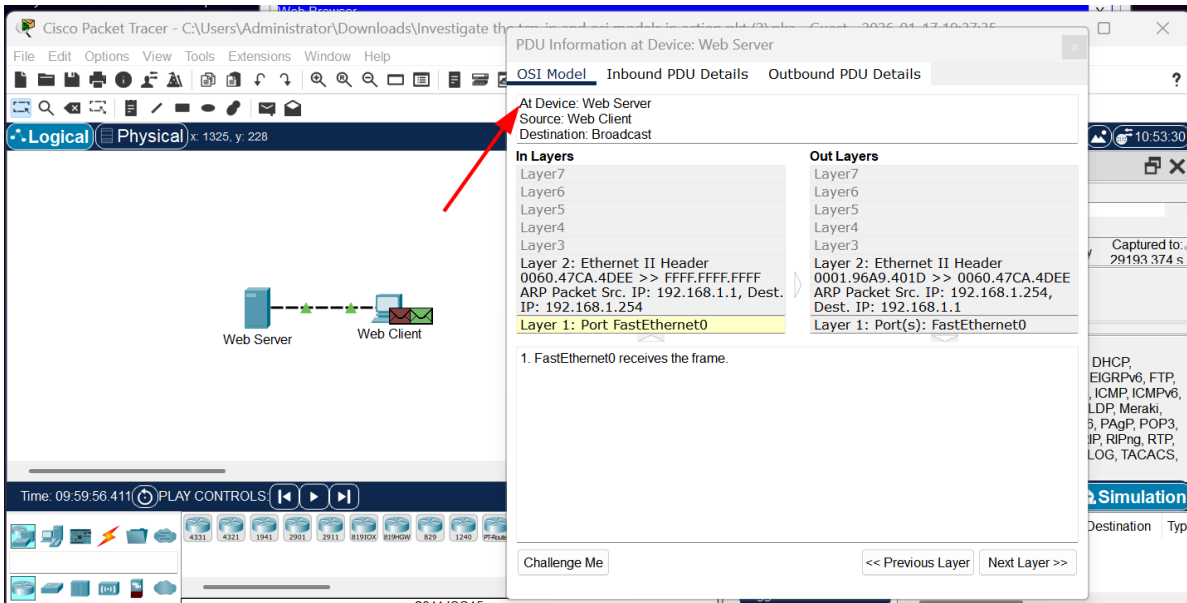 Web Browser
Cisco Packet Tracer - C:\Users\Administrator\Downloads\Investigate the
File Edit Options View Tools Extensions Window Help
?
Logical Physical x: 1325, y: 228
10:53:30
Web Server
Web Client
Time: 09:59:56.411 PLAY CONTROLS:
4331 4321 1941 2901 2911 819IOX 819HGW 829 1240
PDU Information at Device: Web Server
OSI Model Inbound PDU Details Outbound PDU Details
At Device: Web Server
Source: Web Client
Destination: Broadcast
In Layers
Layer7
Layer6
Layer5
Layer4
Layer3
Layer 2: Ethernet II Header
0060.47CA.4DEE >> FFFF.FFFF.FFFF
ARP Packet Src. IP: 192.168.1.1, Dest.
IP: 192.168.1.254
Layer 1: Port FastEthernet0
Out Layers
Layer7
Layer6
Layer5
Layer4
Layer3
Layer 2: Ethernet II Header
0001.96A9.401D >> 0060.47CA.4DEE
ARP Packet Src. IP: 192.168.1.254,
Dest. IP: 192.168.1.1
Layer 1: Port(s): FastEthernet0
1. FastEthernet0 receives the frame.
Challenge Me
<< Previous Layer Next Layer >>
Captured to:
29193.374 s
DHCP,
EIGRPv6, FTP,
, ICMP, ICMPv6,
LDP, Meraki,
6, PAgP, POP3,
RIPng, RTP,
TACACS,
Simulation
Destination Typ